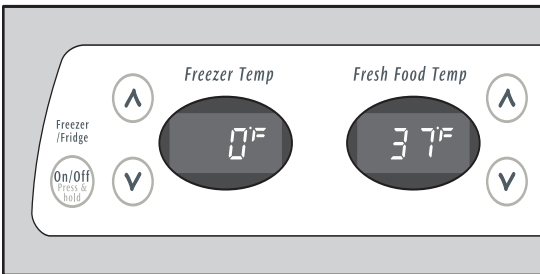 Freezer Temp
Fresh Food Temp
0°F
37°F
Freezer
/Fridge
On/Off
Press &
hold